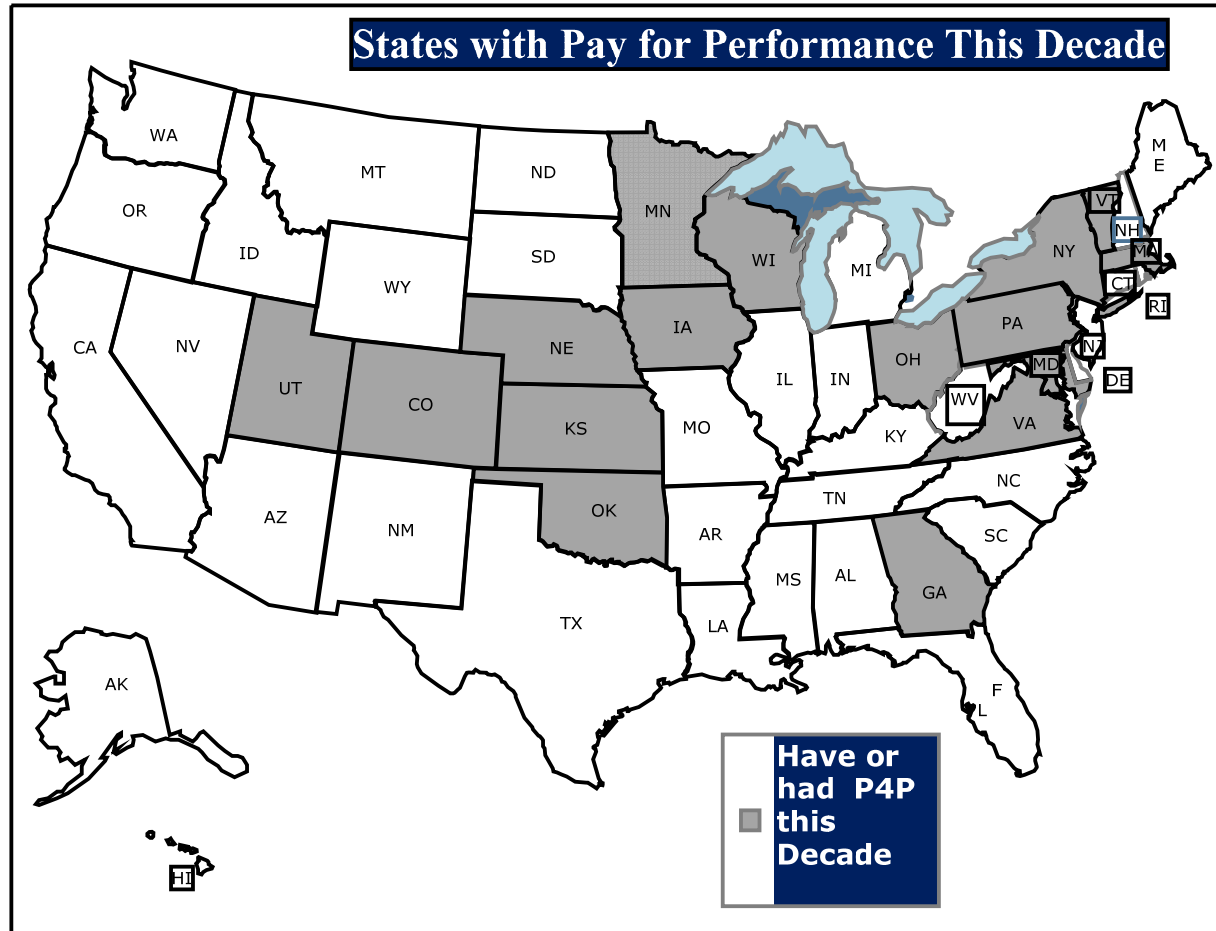 States with Pay for Performance This Decade
WA
MT
ND
MN
M
E
OR
ID
SD
WI
MI
NY
VT
NH
MA
WY
CT
RI
CA
NV
NE
IA
PA
NJ
UT
CO
KS
MO
IL
IN
OH
MD
DE
WV
VA
KY
AZ
NM
OK
AR
TN
NC
SC
MS
AL
GA
TX
LA
F
L
AK
HI
Have or
had P4P
this
Decade